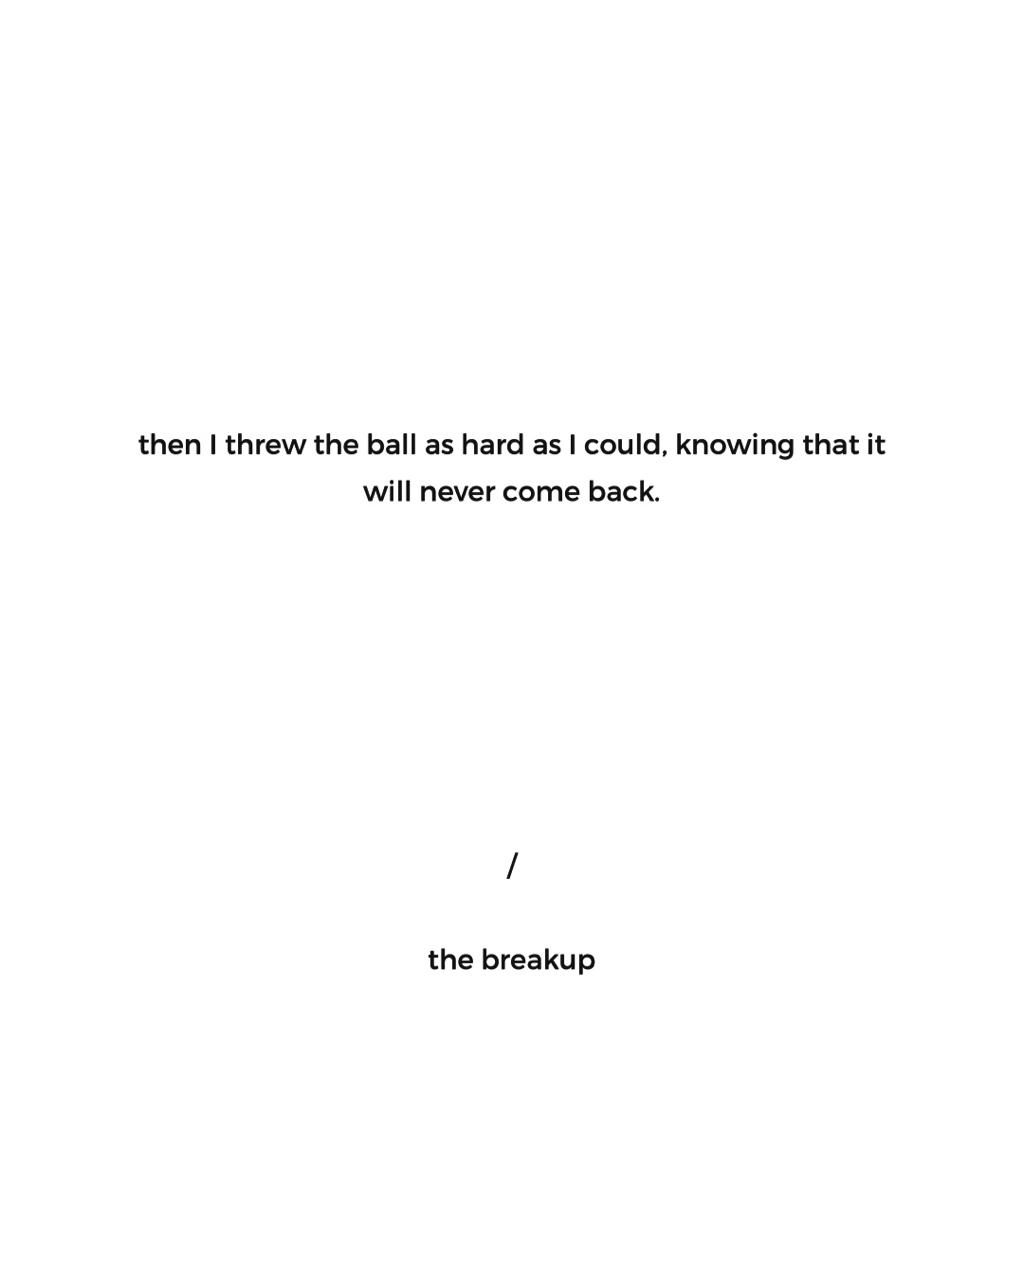 then I threw the ball as hard as I could, knowing that it
will never come back.
/
the breakup